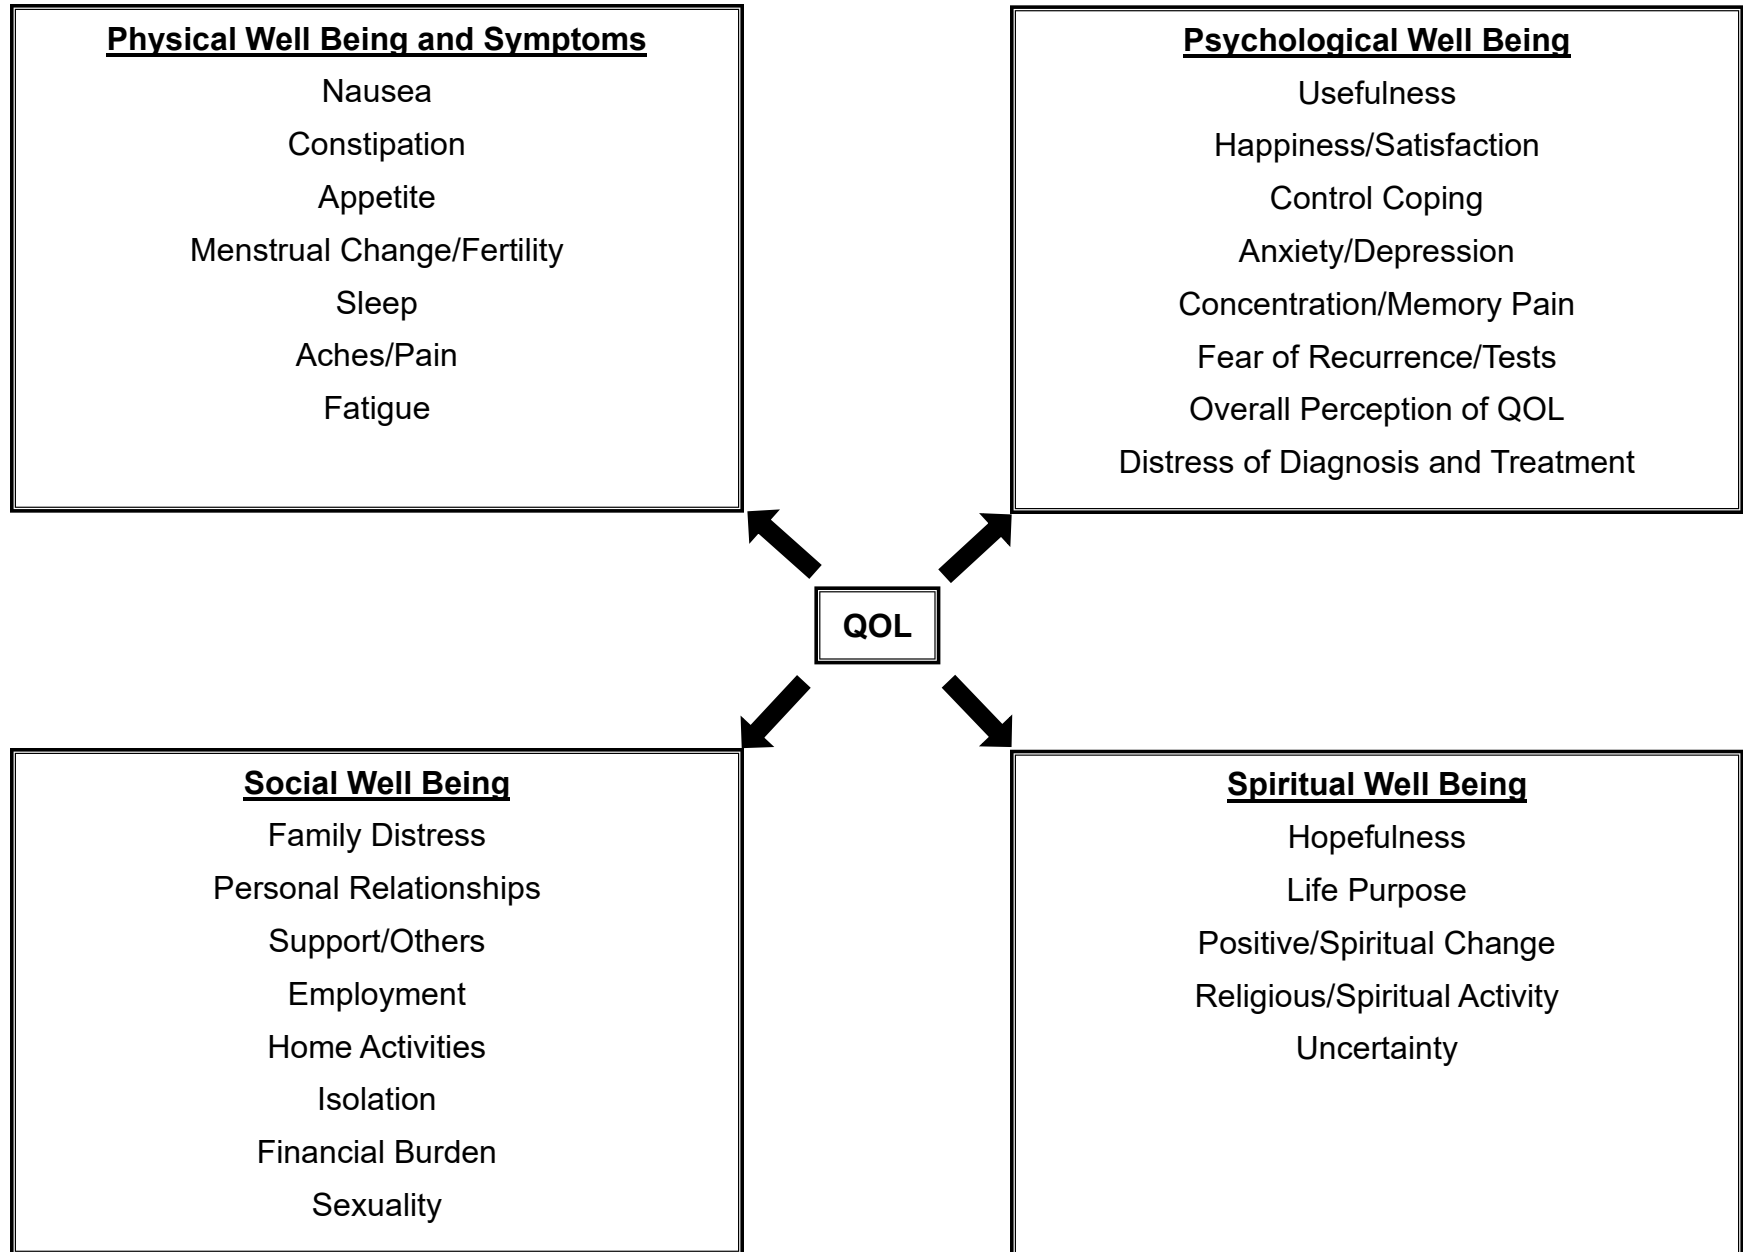 Physical Well Being and Symptoms
Nausea
Constipation
Appetite
Menstrual Change/Fertility
Sleep
Aches/Pain
Fatigue
Psychological Well Being
Usefulness
Happiness/Satisfaction
Control Coping
Anxiety/Depression
Concentration/Memory Pain
Fear of Recurrence/Tests
Overall Perception of QOL
Distress of Diagnosis and Treatment
QOL
Social Well Being
Family Distress
Personal Relationships
Support/Others
Employment
Home Activities
Isolation
Financial Burden
Sexuality
Spiritual Well Being
Hopefulness
Life Purpose
Positive/Spiritual Change
Religious/Spiritual Activity
Uncertainty